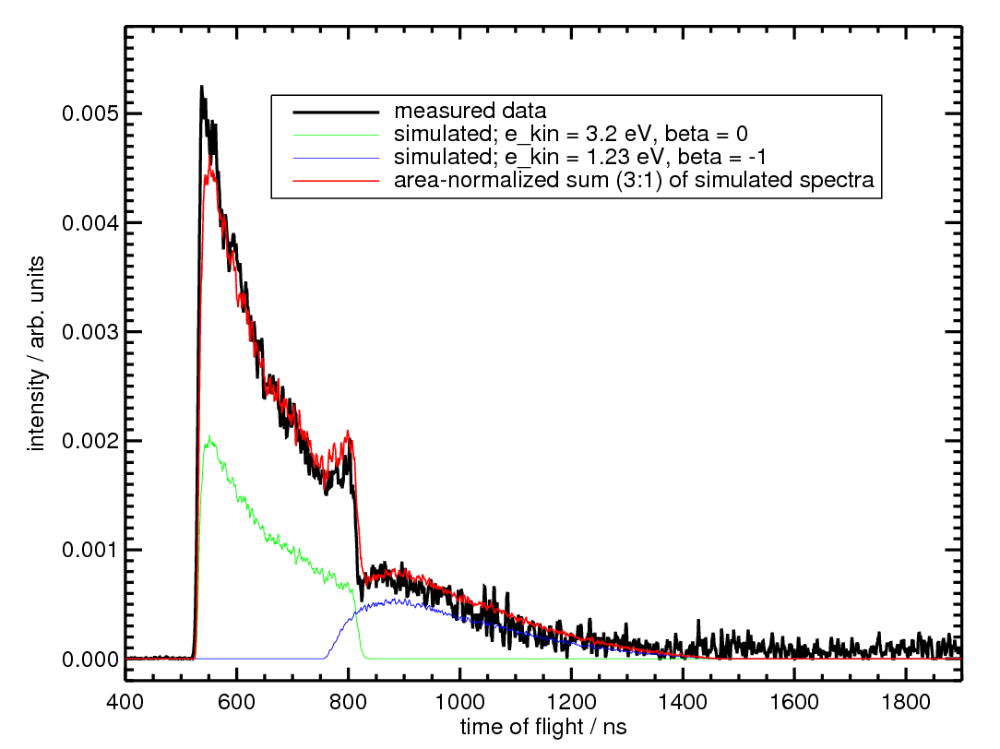 measured data
simulated; e_kin = 3.2 eV, beta = 0
simulated; e_kin = 1.23 eV, beta = -1
area-normalized sum (3:1) of simulated spectra
intensity / arb. units
0.005
0.004
0.003
0.002
0.001
0.000
400 600 800 1000 1200 1400 1600 1800
time of flight / ns